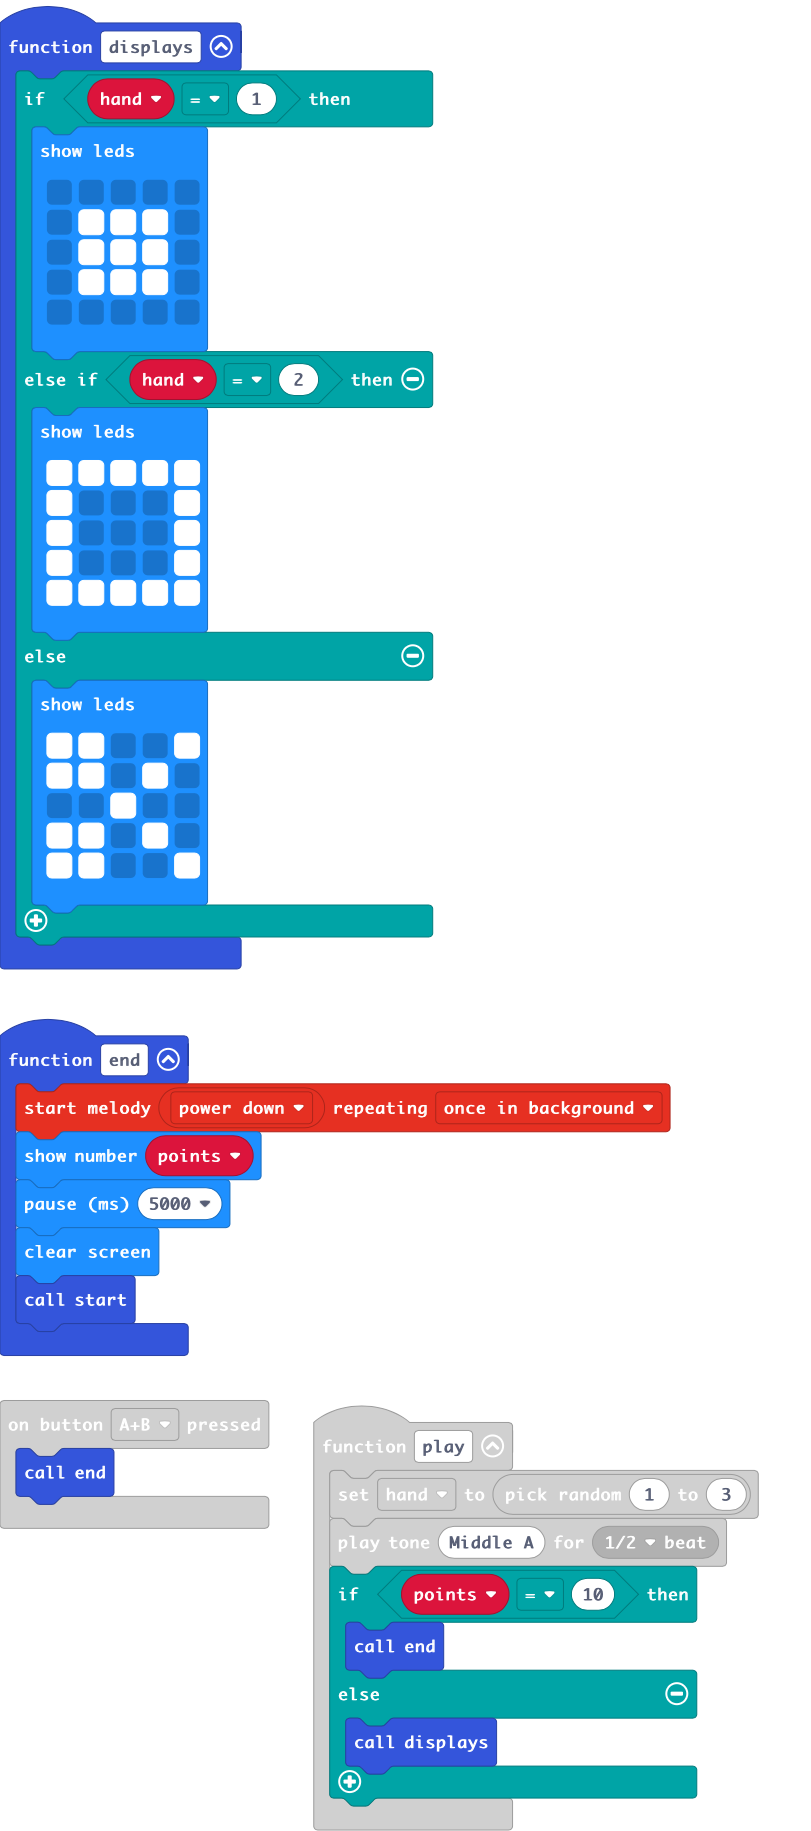 function displays
if hand = 1 then
show leds
else if hand = 2 then
show leds
else
show leds
function end
start melody power down repeating once in background
show number points
pause (ms) 5000
clear screen
call start
on button A+B pressed
call end
function play
set hand to pick random 1 to 3
play tone Middle A for 1/2 beat
if points = 10 then
call end
else
call displays